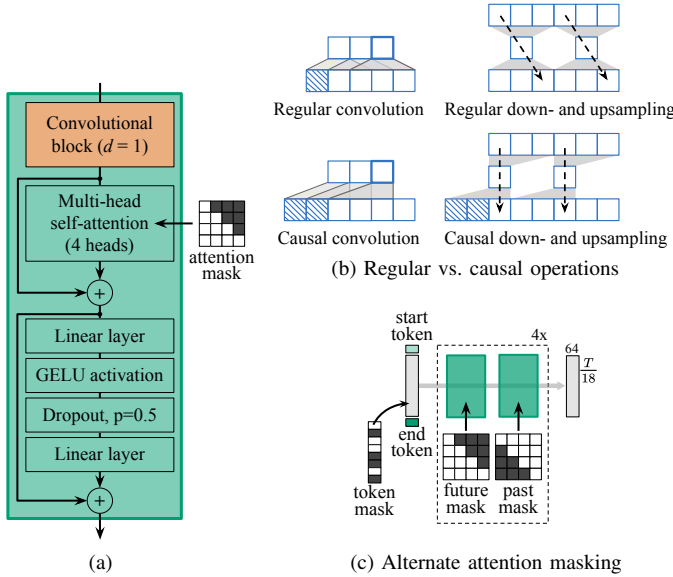 Convolutional
block (d = 1)
Multi-head
self-attention
(4 heads)
attention
mask
+
Linear layer
GELU activation
Dropout, p=0.5
Linear layer
+
(a)
Regular convolution
Regular down- and upsampling
Causal convolution
Causal down- and upsampling
(b) Regular vs. causal operations
start
token
4x
64
T
18
end
token
token
mask
future
mask
past
mask
(c) Alternate attention masking